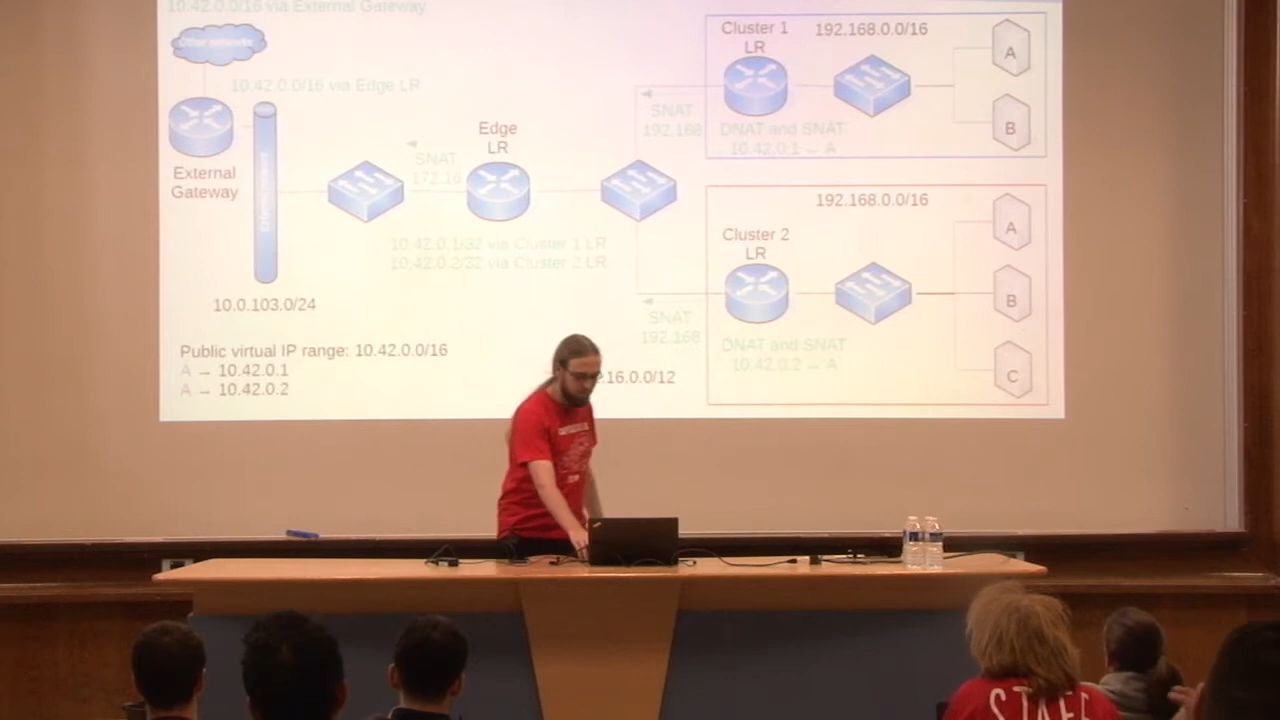 10.42.0.0/16 via External Gateway
Other networks
10.42.0.0/16 via Edge LR
External
Gateway
10.0.103.0/24
SNAT
172.16
Edge
LR
10.42.0.1/32 via Cluster 1 LR
10.42.0.2/32 via Cluster 2 LR
Cluster 1
LR
192.168.0.0/16
SNAT
192.168
DNAT and SNAT
10.42.0.1 ↔ A
A
B
Cluster 2
LR
192.168.0.0/16
SNAT
192.168
DNAT and SNAT
10.42.0.2 ↔ A
A
B
C
Public virtual IP range: 10.42.0.0/16
A → 10.42.0.1
A → 10.42.0.2
.16.0.0/12
STAFF